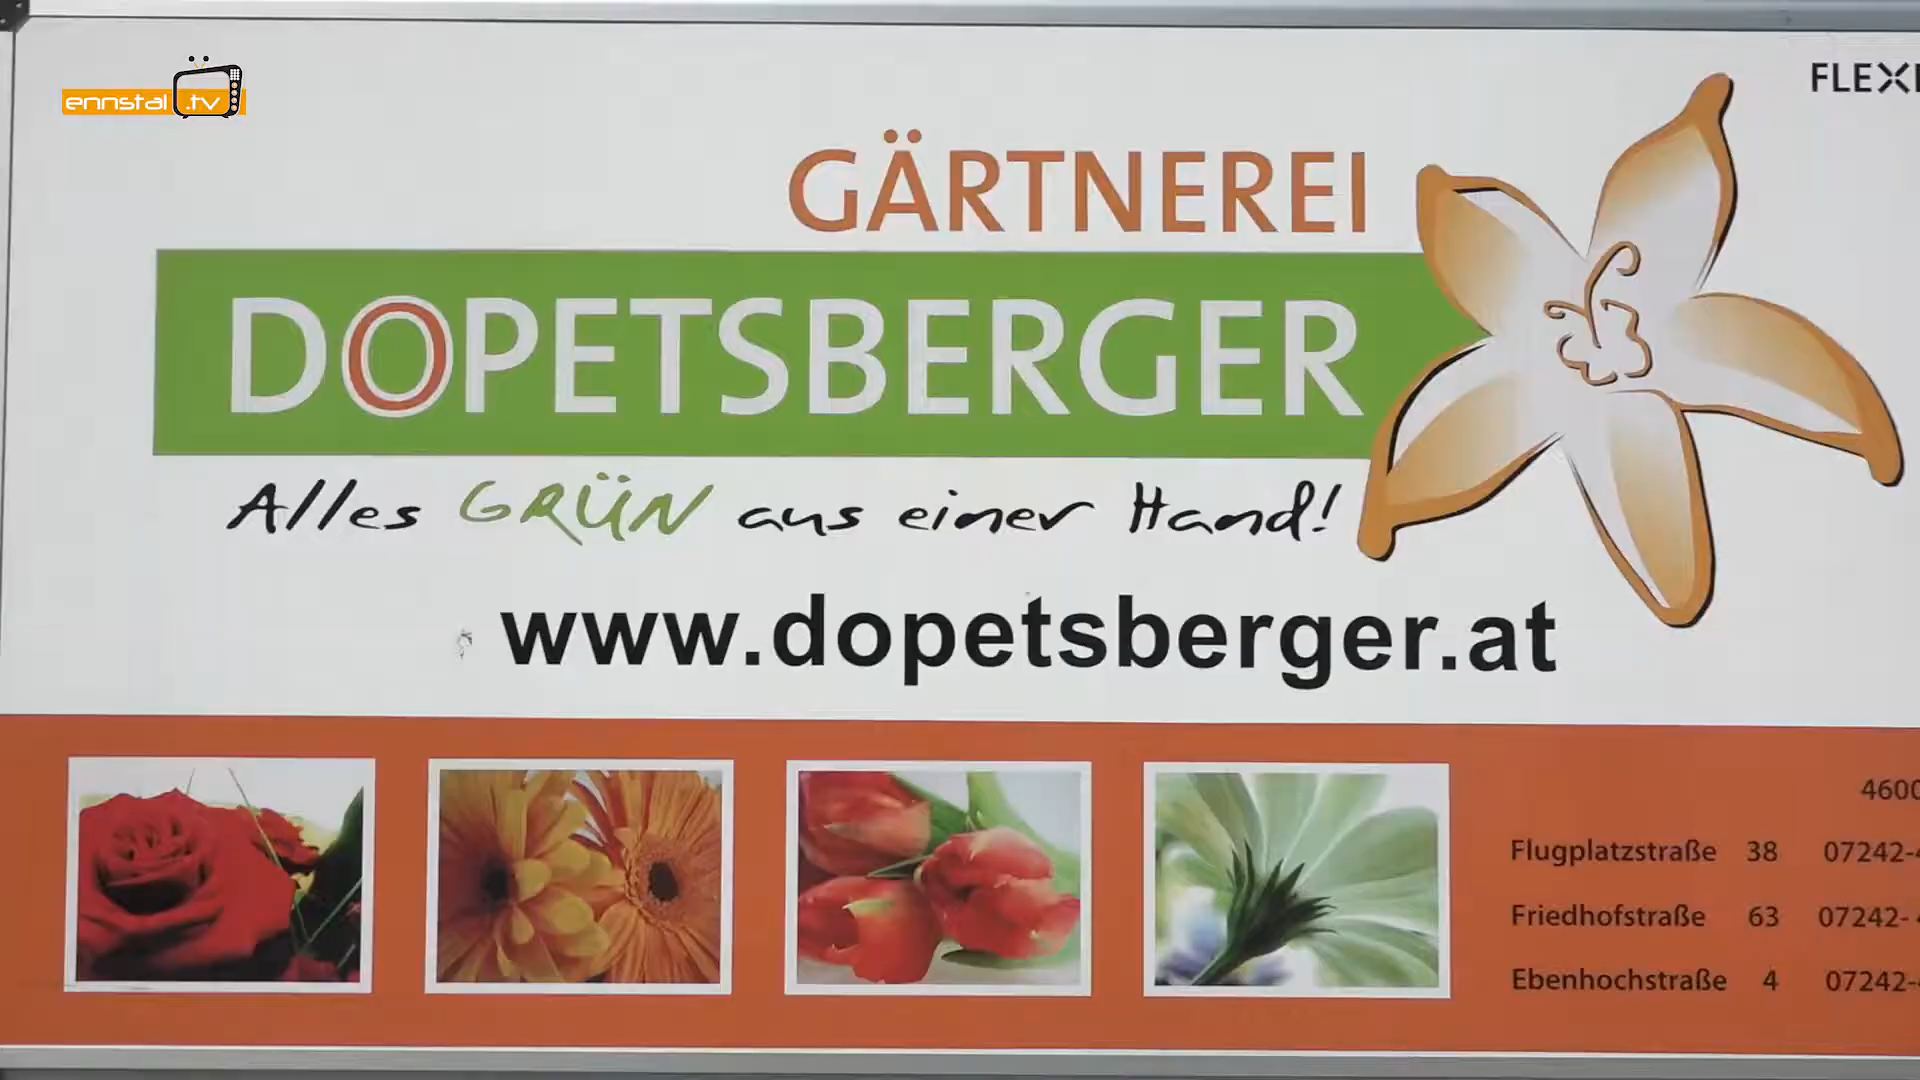 ennstal.tv
FLEX
GÄRTNEREI
DOPETSBERGER
Alles GRÜN aus einer Hand!
www.dopetsberger.at
4600
Flugplatzstraße 38 07242-
Friedhofstraße 63 07242-
Ebenhochstraße 4 07242-